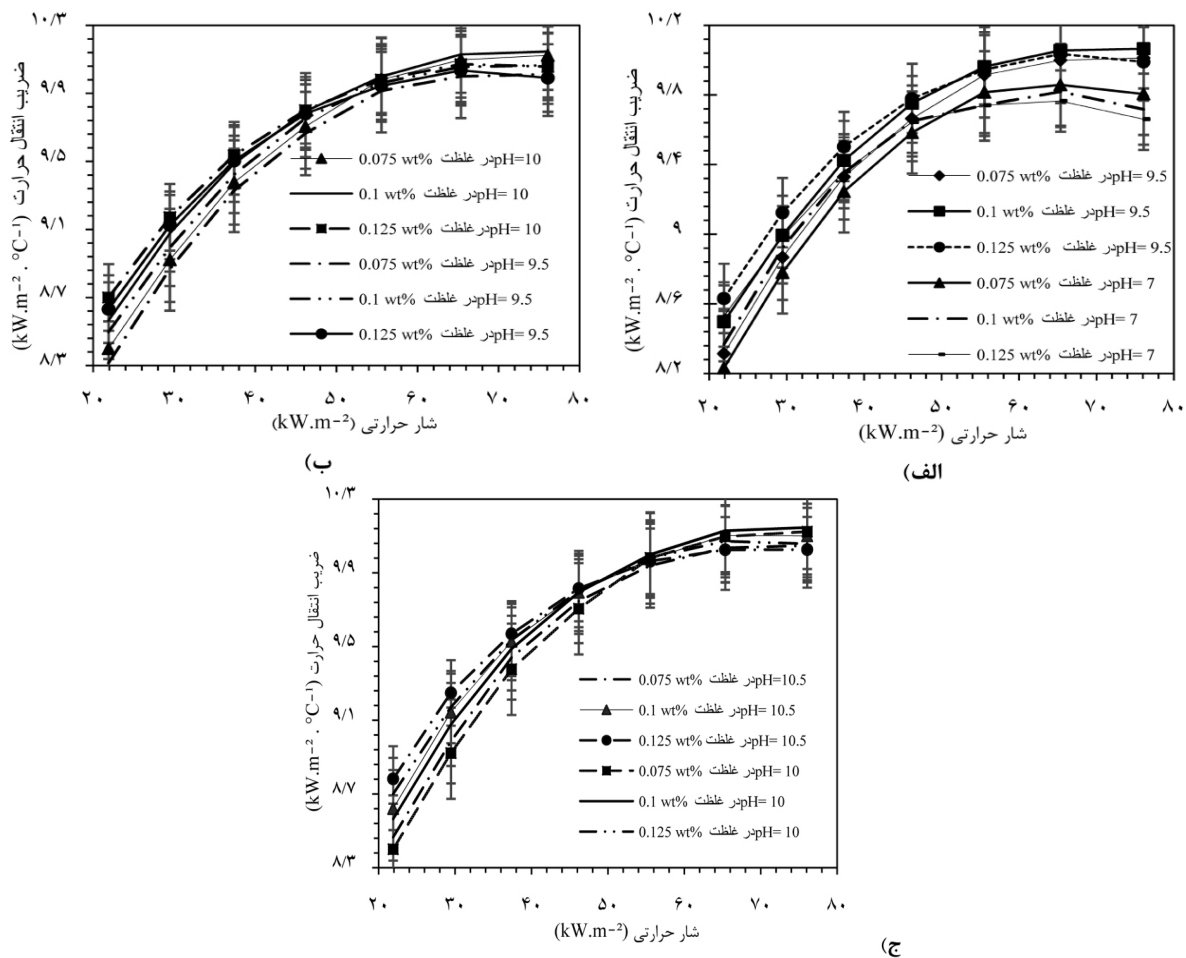 ۱۰/۲
۹/۸
۹/۴
۹
۸/۶
۸/۲
ضریب انتقال حرارت (kW.m⁻² . °C⁻¹)
0.075 wt% در غلظت pH= 9.5
0.1 wt% در غلظت pH= 9.5
0.125 wt% در غلظت pH= 9.5
0.075 wt% در غلظت pH= 7
0.1 wt% در غلظت pH= 7
0.125 wt% در غلظت pH= 7
۲۰ ۳۰ ۴۰ ۵۰ ۶۰ ۷۰ ۸۰
شار حرارتی (kW.m⁻²)
الف)
۱۰/۳
۹/۹
۹/۵
۹/۱
۸/۷
۸/۳
ضریب انتقال حرارت (kW.m⁻² . °C⁻¹)
0.075 wt% در غلظت pH=10
0.1 wt% در غلظت pH= 10
0.125 wt% در غلظت pH= 10
0.075 wt% در غلظت pH= 9.5
0.1 wt% در غلظت pH= 9.5
0.125 wt% در غلظت pH= 9.5
۲۰ ۳۰ ۴۰ ۵۰ ۶۰ ۷۰ ۸۰
شار حرارتی (kW.m⁻²)
ب)
۱۰/۳
۹/۹
۹/۵
۹/۱
۸/۷
۸/۳
ضریب انتقال حرارت (kW.m⁻² . °C⁻¹)
0.075 wt% در غلظت pH=10.5
0.1 wt% در غلظت pH= 10.5
0.125 wt% در غلظت pH= 10.5
0.075 wt% در غلظت pH= 10
0.1 wt% در غلظت pH= 10
0.125 wt% در غلظت pH= 10
۲۰ ۳۰ ۴۰ ۵۰ ۶۰ ۷۰ ۸۰
شار حرارتی (kW.m⁻²)
ج)